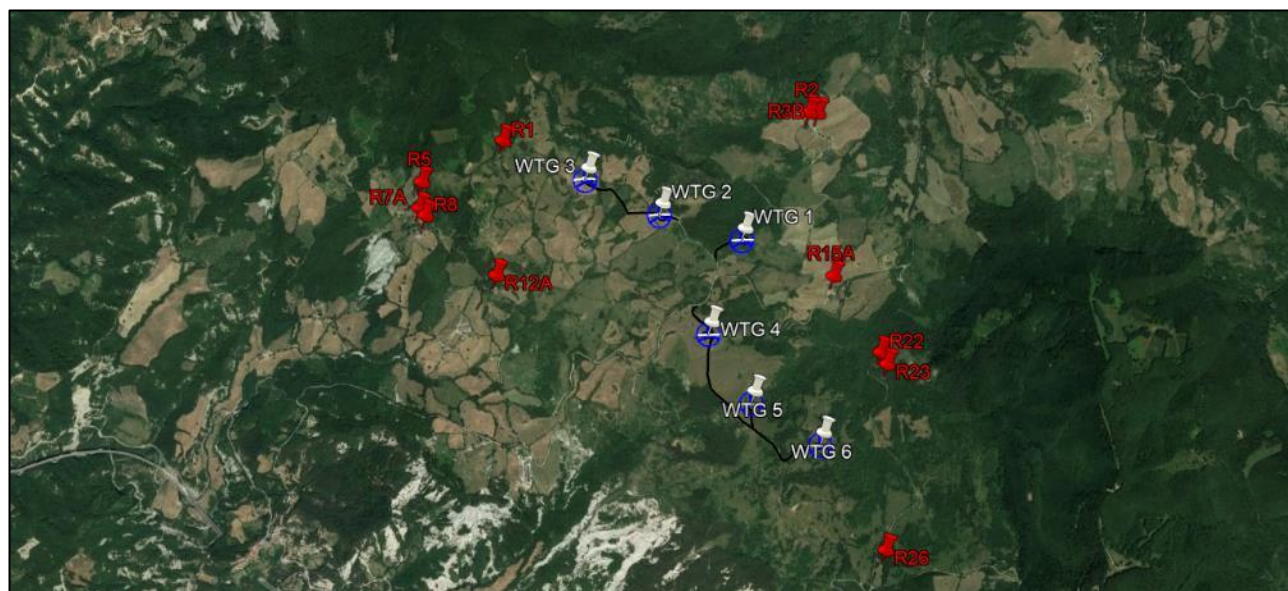 R2
R3B
R1
WTG 3
R5
R7A
R8
WTG 2
WTG 1
R15A
R12A
WTG 4
R22
R23
WTG 5
WTG 6
R26